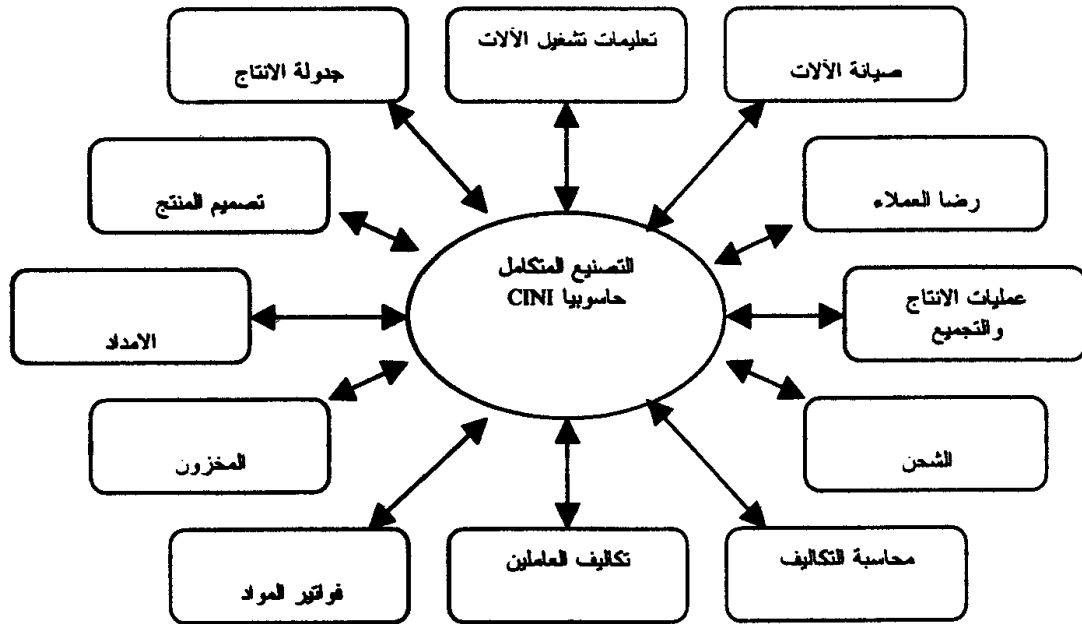 صيانة الآلات
تعليمات تشغيل الآلات
جدولة الانتاج
رضا العملاء
تصميم المنتج
التصنيع المتكامل
حاسوبيا CINI
عمليات الانتاج
والتجميع
الامداد
الشحن
المخزون
محاسبة التكاليف
تكاليف العاملين
فواتير المواد